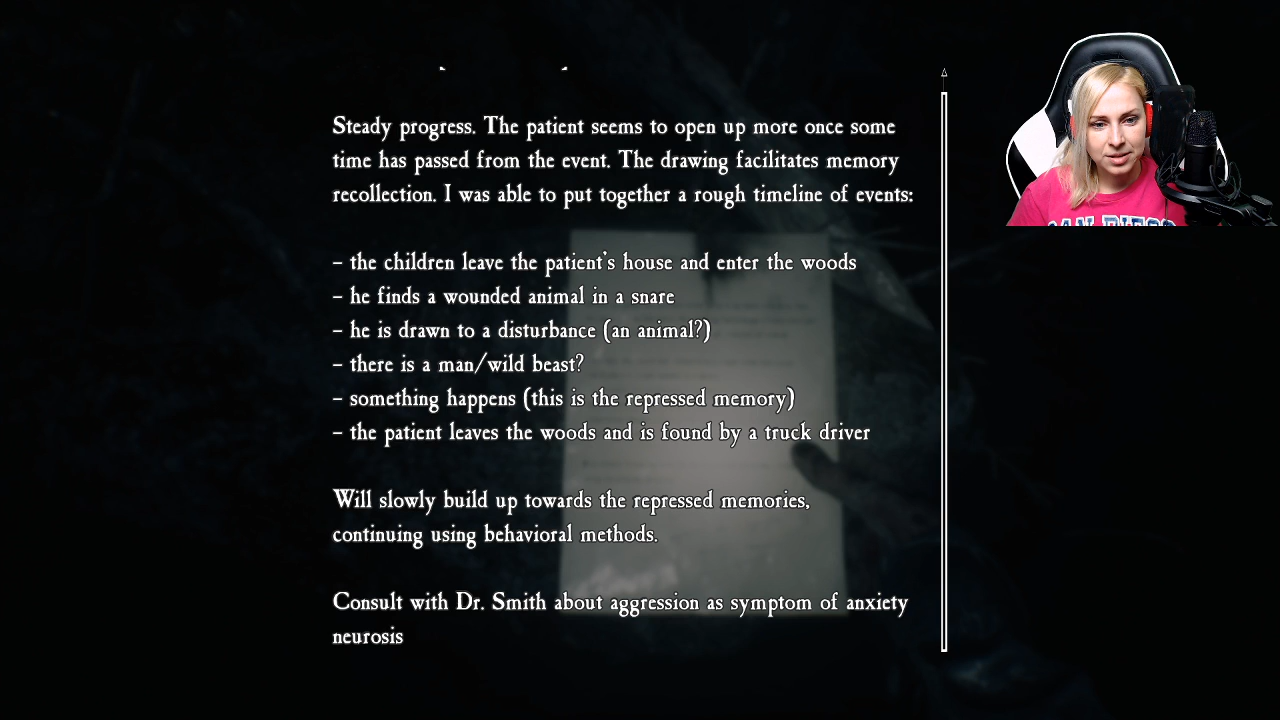 Steady progress. The patient seems to open up more once some
time has passed from the event. The drawing facilitates memory
recollection. I was able to put together a rough timeline of events:
- the children leave the patient's house and enter the woods
- he finds a wounded animal in a snare
- he is drawn to a disturbance (an animal?)
- there is a man/wild beast?
- something happens (this is the repressed memory)
- the patient leaves the woods and is found by a truck driver
Will slowly build up towards the repressed memories,
continuing using behavioral methods.
Consult with Dr. Smith about aggression as symptom of anxiety
neurosis
SAN DIEGO